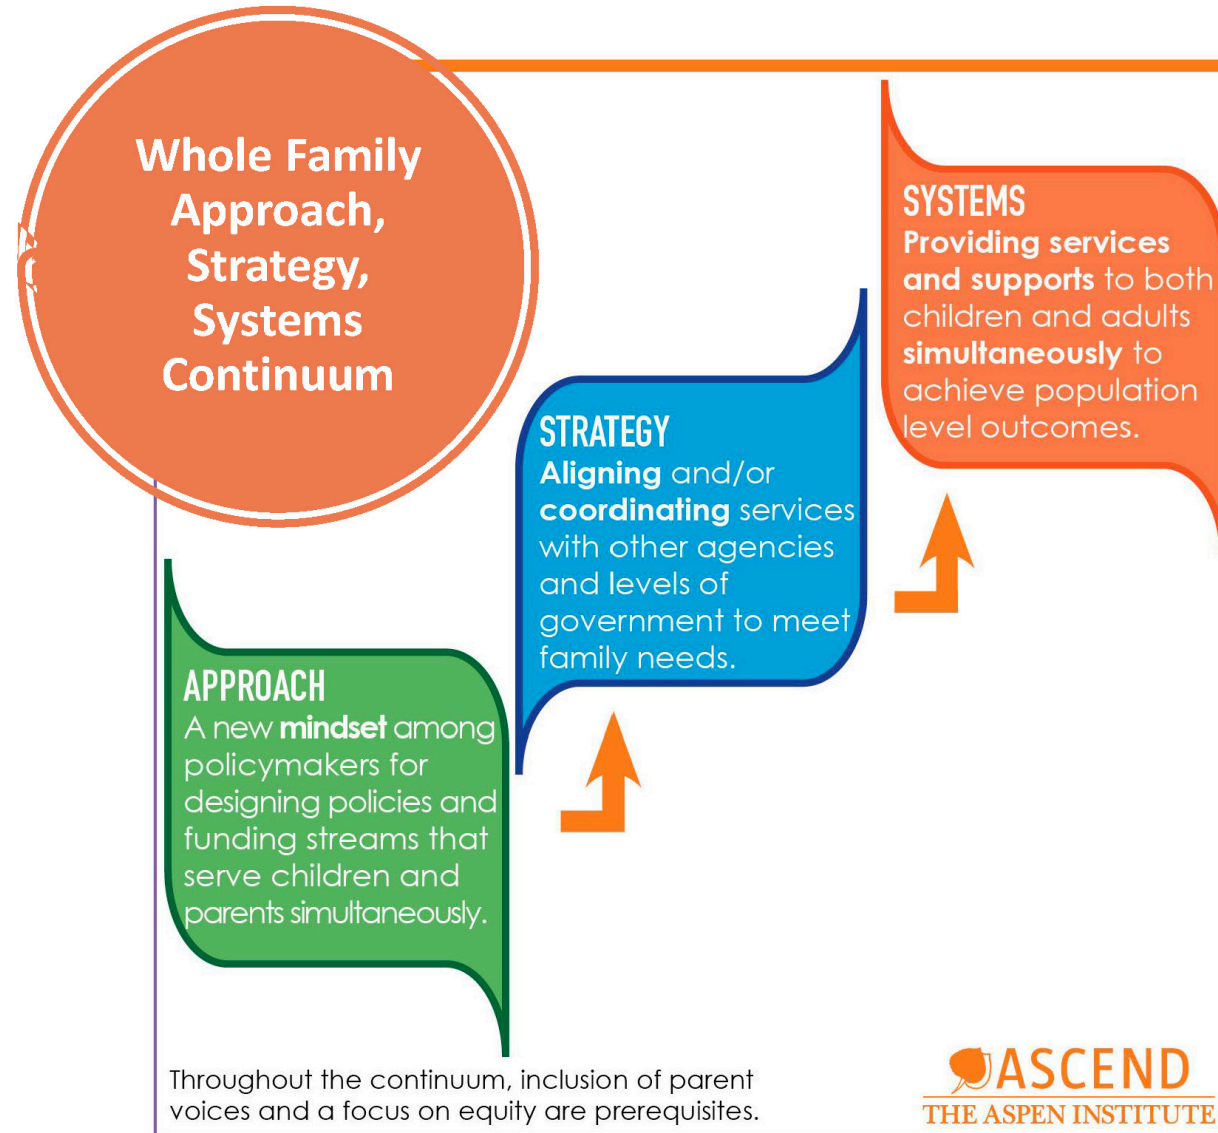 Whole Family
Approach,
Strategy,
Systems
Continuum
SYSTEMS
Providing services
and supports to both
children and adults
simultaneously to
achieve population
level outcomes.
STRATEGY
Aligning and/or
coordinating services
with other agencies
and levels of
government to meet
family needs.
APPROACH
A new mindset among
policymakers for
designing policies and
funding streams that
serve children and
parents simultaneously.
Throughout the continuum, inclusion of parent
voices and a focus on equity are prerequisites.
ASCEND
THE ASPEN INSTITUTE